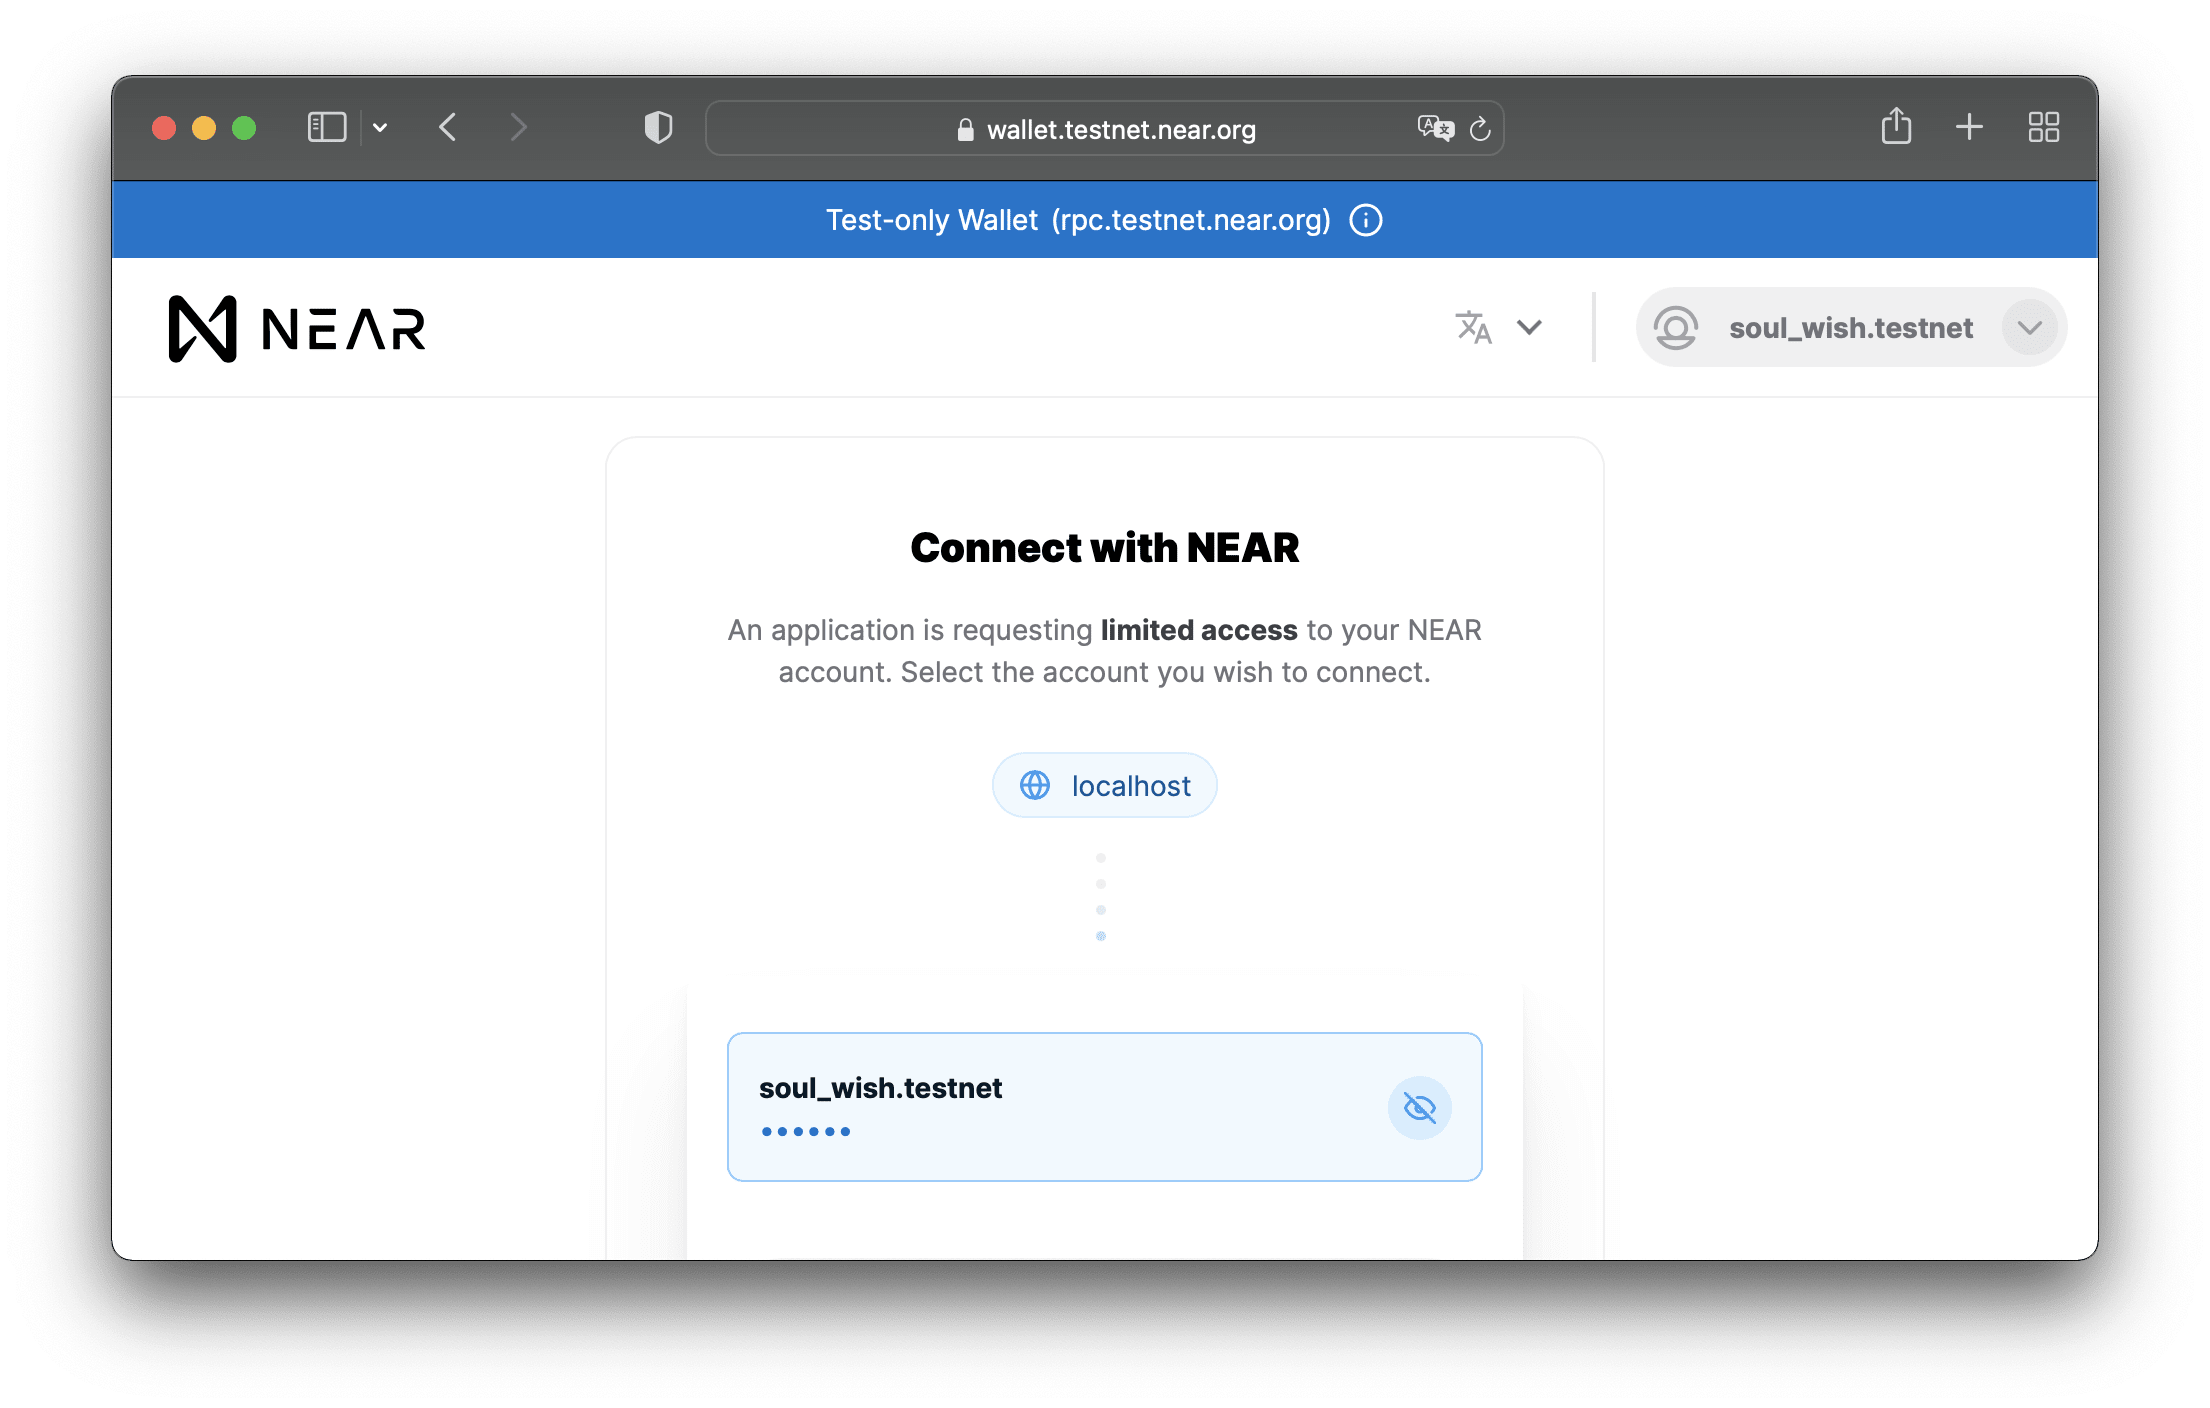 wallet.testnet.near.org
Test-only Wallet (rpc.testnet.near.org)
NEAR
soul_wish.testnet
Connect with NEAR
An application is requesting limited access to your NEAR
account. Select the account you wish to connect.
localhost
soul_wish.testnet
••••••